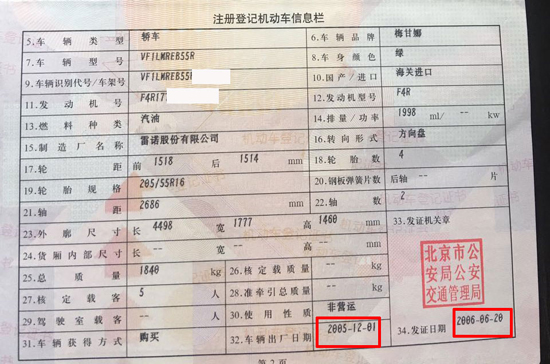 注册登记机动车信息栏
5.车辆类型 轿车 6.车辆品牌 梅甘娜
7.车辆型号 VF1LMREB55R 8.车身颜色 绿
9.车辆识别代号/车架号 VF1LMREB55R 10.国产/进口 海关进口
11.发动机号 F4R177 12.发动机型号 F4R
13.燃料种类 汽油 14.排量/功率 1998 ml/ -- kw
15.制造厂名称 雷诺股份有限公司 16.转向形式 方向盘
17.轮距 前 1518 后 1514 mm 18.轮胎数 4
19.轮胎规格 205/55R16 20.钢板弹簧片数 后轴 -- 片
21.轴距 2686 mm 22.轴数 2
23.外廓尺寸 长 4498 宽 1777 高 1460 mm 33.发证机关章
24.货厢内部尺寸 长 -- 宽 -- 高 -- mm
25.总质量 1840 kg 26.核定载质量 -- kg
27.核定载客 5 人 28.准牵引总质量 -- kg
29.驾驶室载客 -- 人 30.使用性质 非营运
31.车辆获得方式 购买 32.车辆出厂日期 2005-12-01 34.发证日期 2006-06-20
北京市公
安局公安
交通管理局
第2页